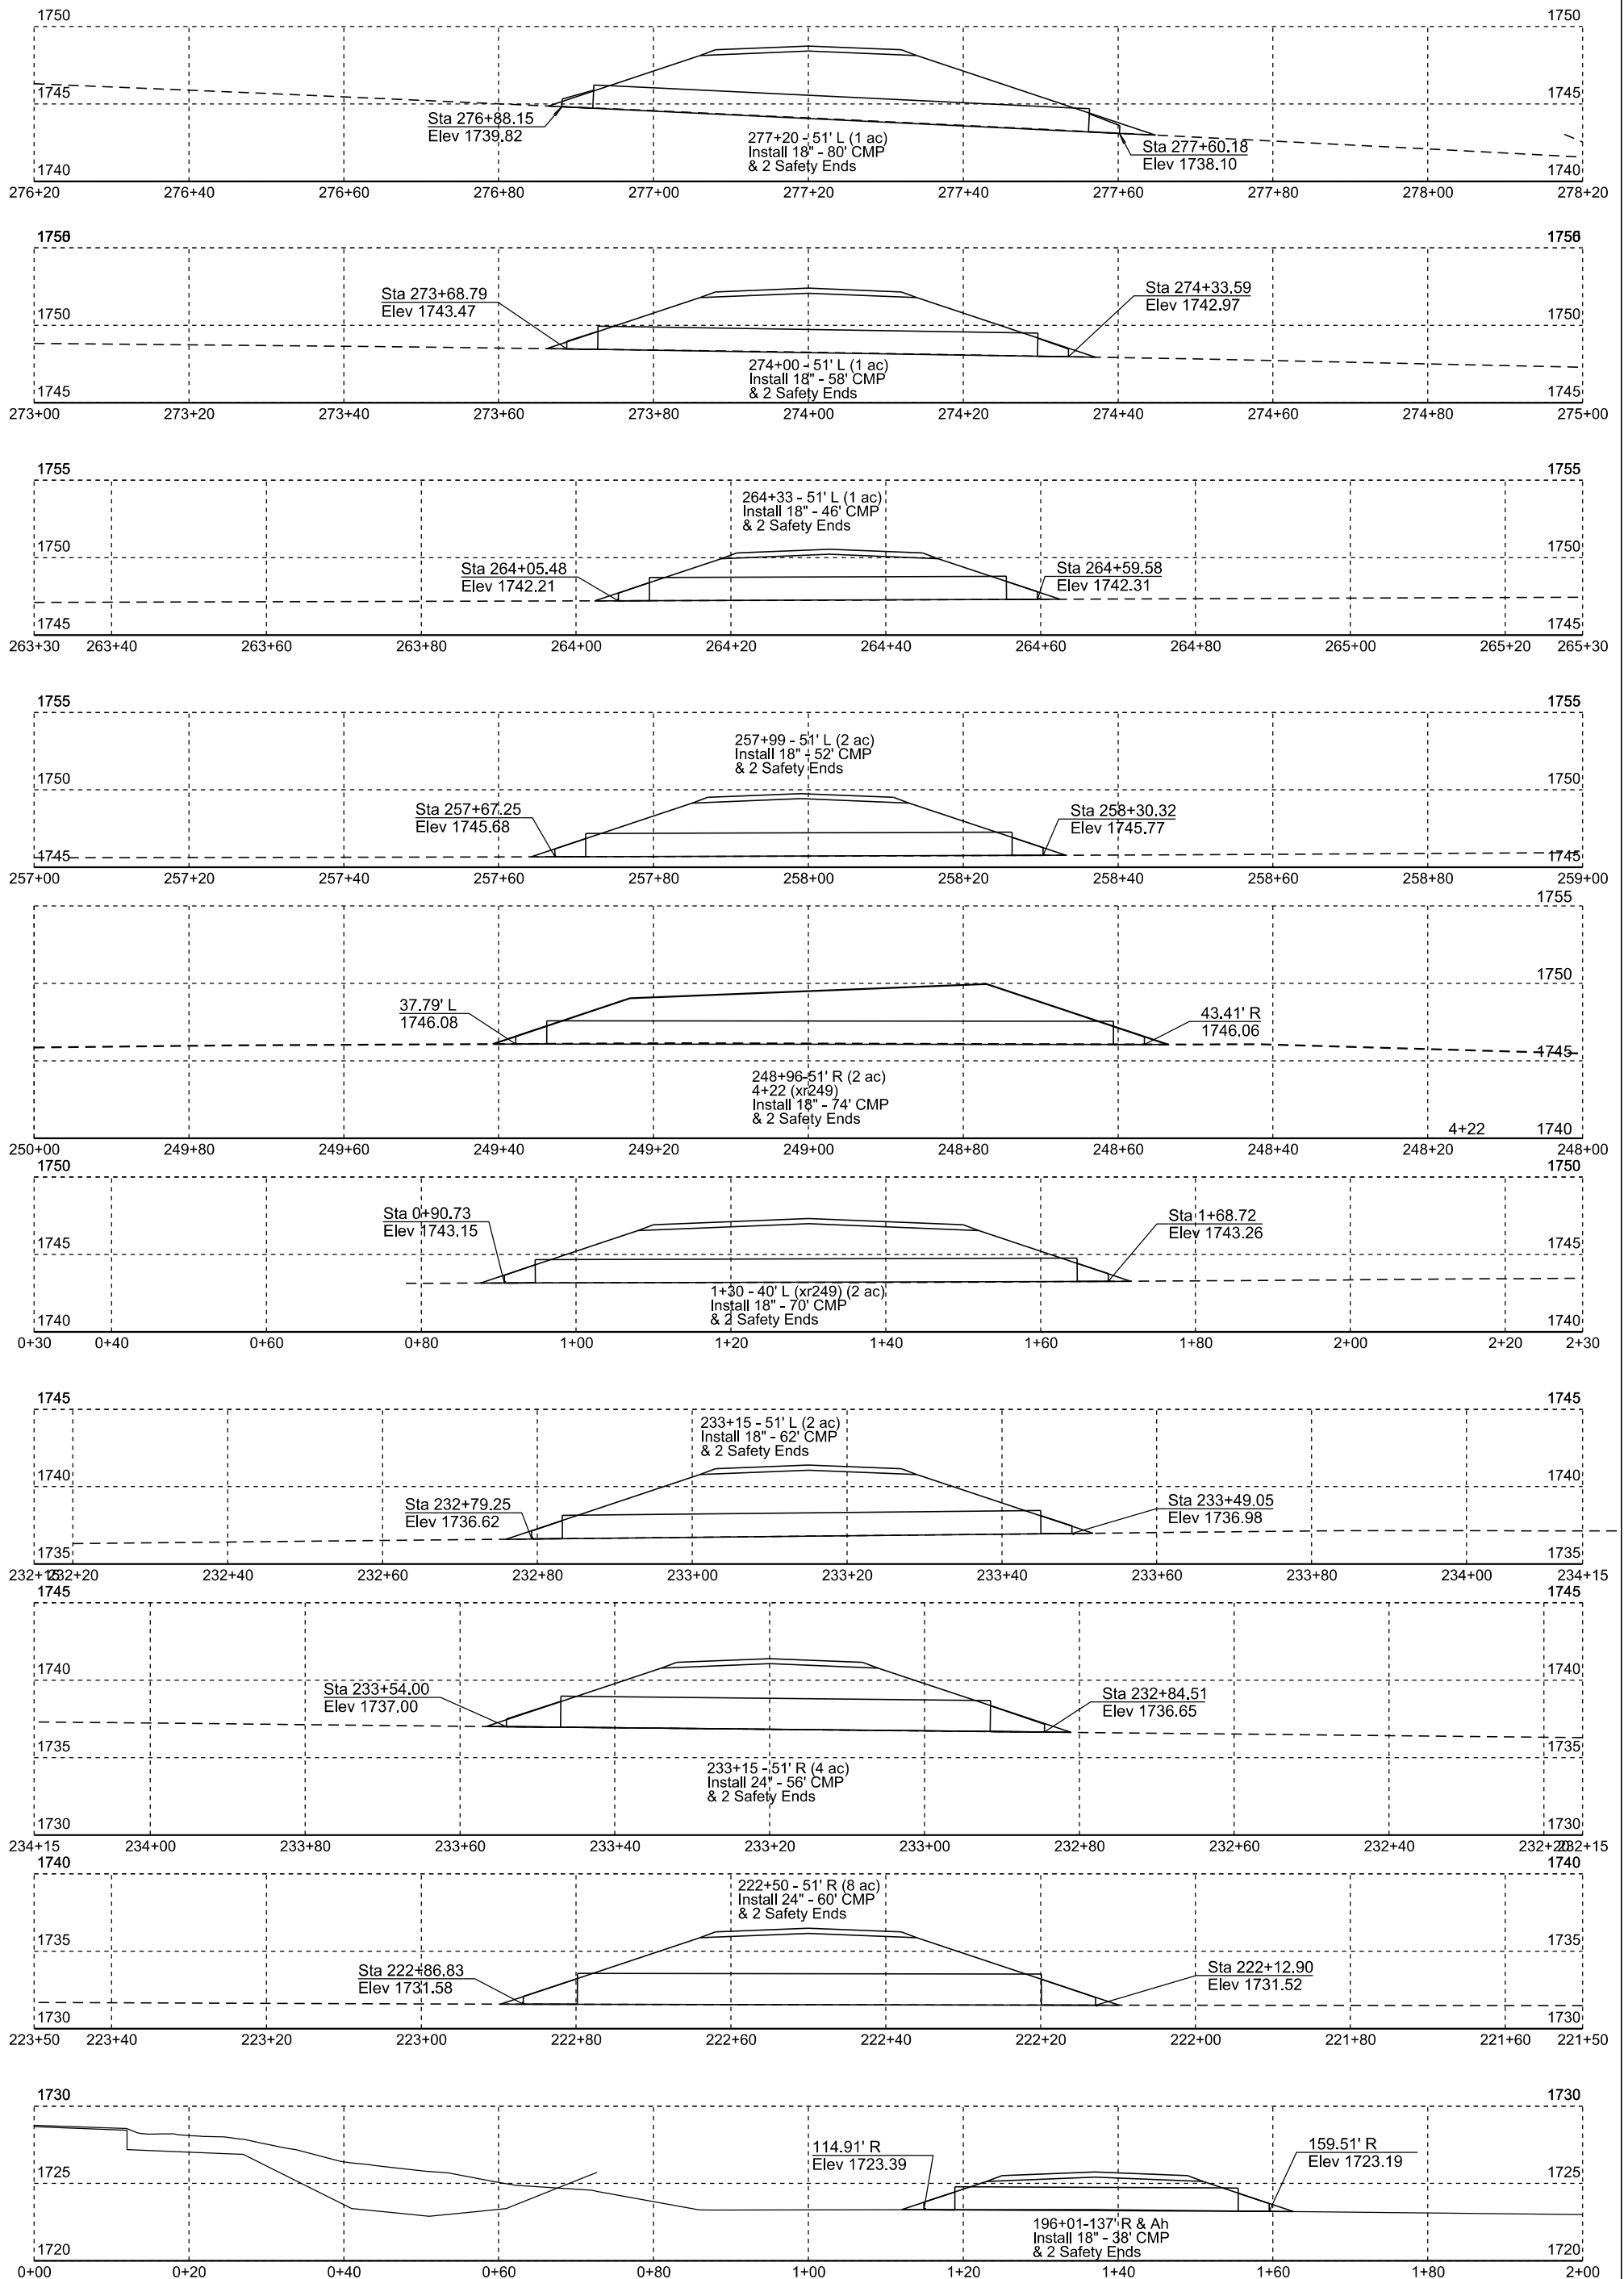 1750 1750
1745 1745
Sta 276+88.15
Elev 1739.82
277+20 - 51' L (1 ac)
Install 18" - 80' CMP
& 2 Safety Ends
Sta 277+60.18
Elev 1738.10
1740 1740
276+20 276+40 276+60 276+80 277+00 277+20 277+40 277+60 277+80 278+00 278+20
Sta 273+68.79
Elev 1743.47
Sta 274+33.59
Elev 1742.97
1750 1750
274+00 - 51' L (1 ac)
Install 18" - 58' CMP
& 2 Safety Ends
1745 1745
273+00 273+20 273+40 273+60 273+80 274+00 274+20 274+40 274+60 274+80 275+00
1755 1755
264+33 - 51' L (1 ac)
Install 18" - 46' CMP
& 2 Safety Ends
1750 1750
Sta 264+05.48
Elev 1742.21
Sta 264+59.58
Elev 1742.31
1745 1745
263+30 263+40 263+60 263+80 264+00 264+20 264+40 264+60 264+80 265+00 265+20 265+30
1755 1755
257+99 - 51' L (2 ac)
Install 18" - 52' CMP
& 2 Safety Ends
1750 1750
Sta 257+67.25
Elev 1745.68
Sta 258+30.32
Elev 1745.77
1745 1745
257+00 257+20 257+40 257+60 257+80 258+00 258+20 258+40 258+60 258+80 259+00
1755
1750
37.79' L
1746.08
43.41' R
1746.06
1745
248+96-51' R (2 ac)
4+22 (xr249)
Install 18" - 74' CMP
& 2 Safety Ends
4+22 1740
250+00 249+80 249+60 249+40 249+20 249+00 248+80 248+60 248+40 248+20 248+00
1750 1750
Sta 0+90.73
Elev 1743.15
Sta 1+68.72
Elev 1743.26
1745 1745
1+30 - 40' L (xr249) (2 ac)
Install 18" - 70' CMP
& 2 Safety Ends
1740 1740
0+30 0+40 0+60 0+80 1+00 1+20 1+40 1+60 1+80 2+00 2+20 2+30
1745 1745
233+15 - 51' L (2 ac)
Install 18" - 62' CMP
& 2 Safety Ends
1740 1740
Sta 232+79.25
Elev 1736.62
Sta 233+49.05
Elev 1736.98
1735 1735
232+15 232+20 232+40 232+60 232+80 233+00 233+20 233+40 233+60 233+80 234+00 234+15
1745 1745
1740 1740
Sta 233+54.00
Elev 1737.00
Sta 232+84.51
Elev 1736.65
1735 1735
233+15 - 51' R (4 ac)
Install 24" - 56' CMP
& 2 Safety Ends
1730 1730
234+15 234+00 233+80 233+60 233+40 233+20 233+00 232+80 232+60 232+40 232+20 232+15
1740 1740
222+50 - 51' R (8 ac)
Install 24" - 60' CMP
& 2 Safety Ends
1735 1735
Sta 222+86.83
Elev 1731.58
Sta 222+12.90
Elev 1731.52
1730 1730
223+50 223+40 223+20 223+00 222+80 222+60 222+40 222+20 222+00 221+80 221+60 221+50
1730 1730
114.91' R
Elev 1723.39
159.51' R
Elev 1723.19
1725 1725
196+01-137' R & Ah
Install 18" - 38' CMP
& 2 Safety Ends
1720 1720
0+00 0+20 0+40 0+60 0+80 1+00 1+20 1+40 1+60 1+80 2+00